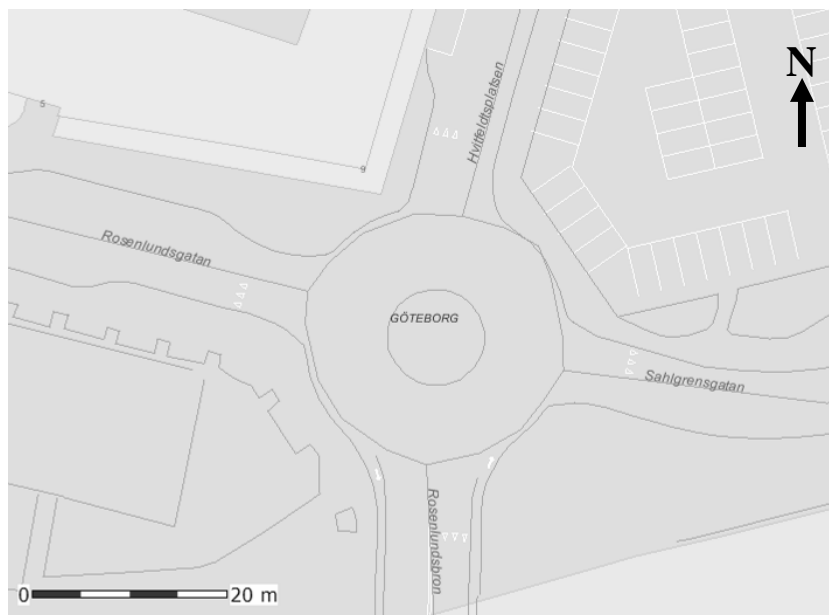 N
5
9
Hvitfeldtsplatsen
Rosenlundsgatan
GÖTEBORG
Sahlgrensgatan
Rosenlundsbron
0 20 m